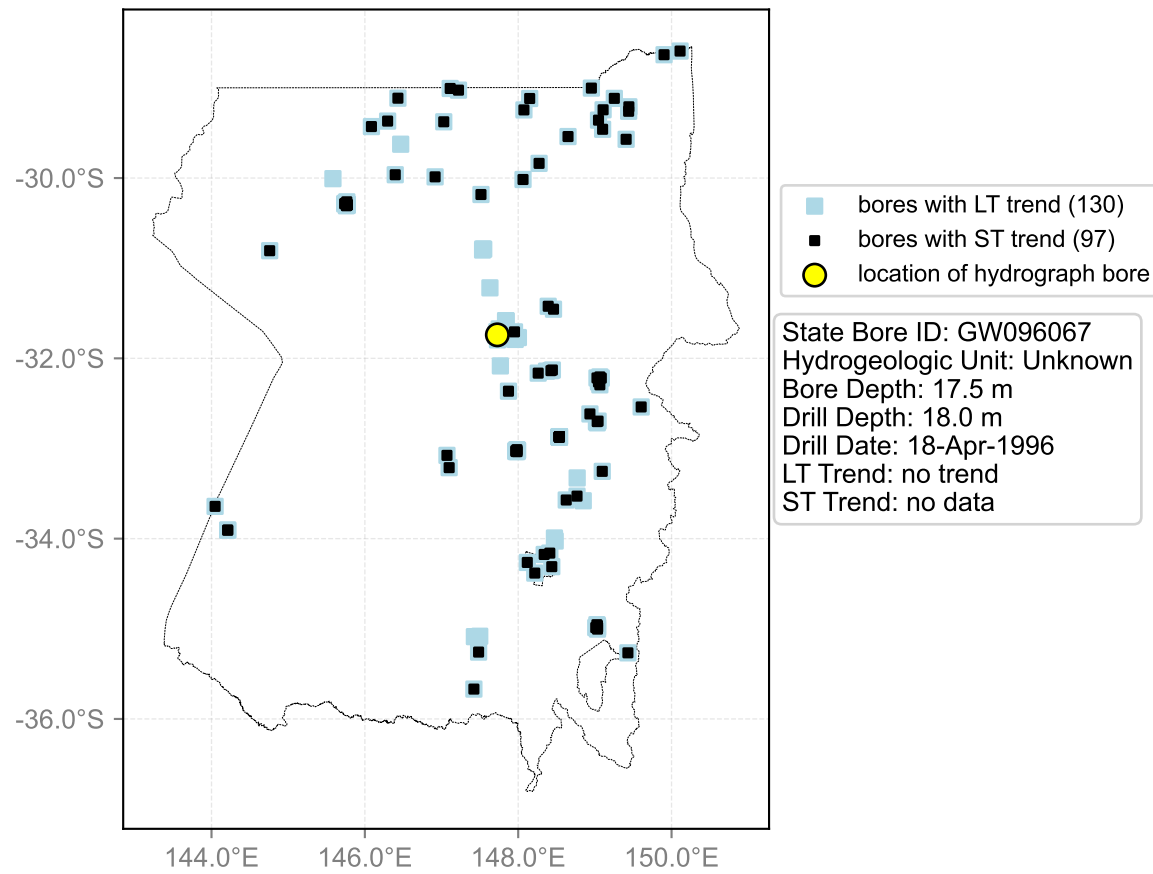 -30.0°S
-32.0°S
-34.0°S
-36.0°S
144.0°E 146.0°E 148.0°E 150.0°E
bores with LT trend (130)
bores with ST trend (97)
location of hydrograph bore
State Bore ID: GW096067
Hydrogeologic Unit: Unknown
Bore Depth: 17.5 m
Drill Depth: 18.0 m
Drill Date: 18-Apr-1996
LT Trend: no trend
ST Trend: no data